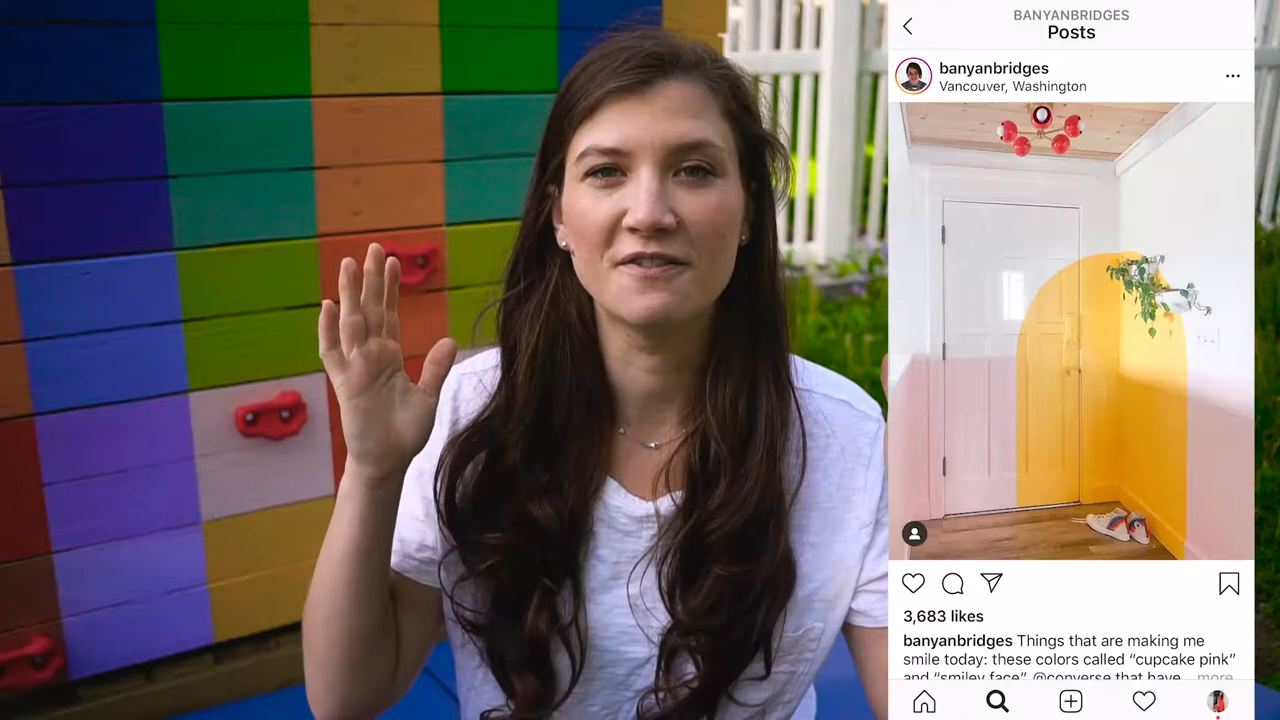 BANYANBRIDGES
Posts
banyanbridges
Vancouver, Washington
3,683 likes
banyanbridges Things that are making me
smile today: these colors called “cupcake pink”
and “smiley face”, @converse that have... more